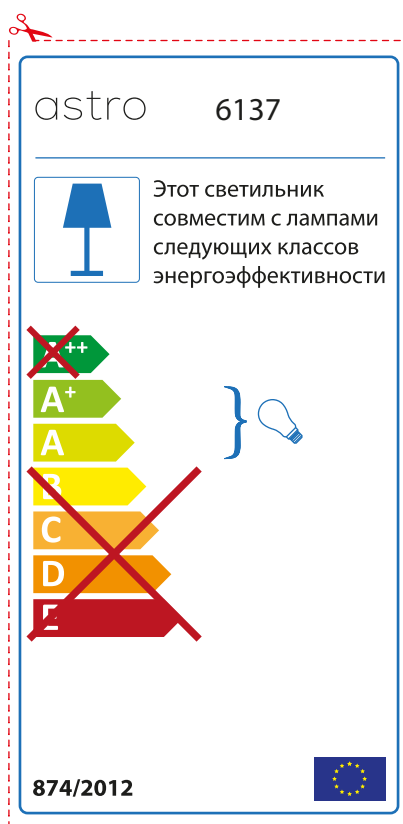 astro 6137
Этот светильник
совместим с лампами
следующих классов
энергоэффективности
A++
A+
A
B
C
D
E
874/2012